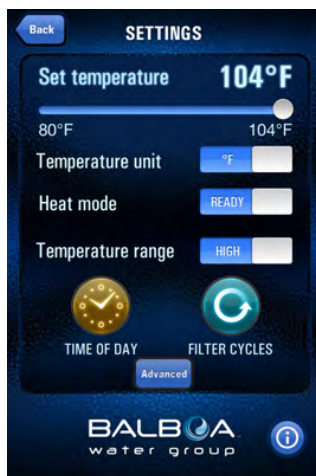 Back
SETTINGS
Set temperature 104°F
80°F 104°F
Temperature unit °F
Heat mode READY
Temperature range HIGH
TIME OF DAY FILTER CYCLES
Advanced
BALBOA
water group
i